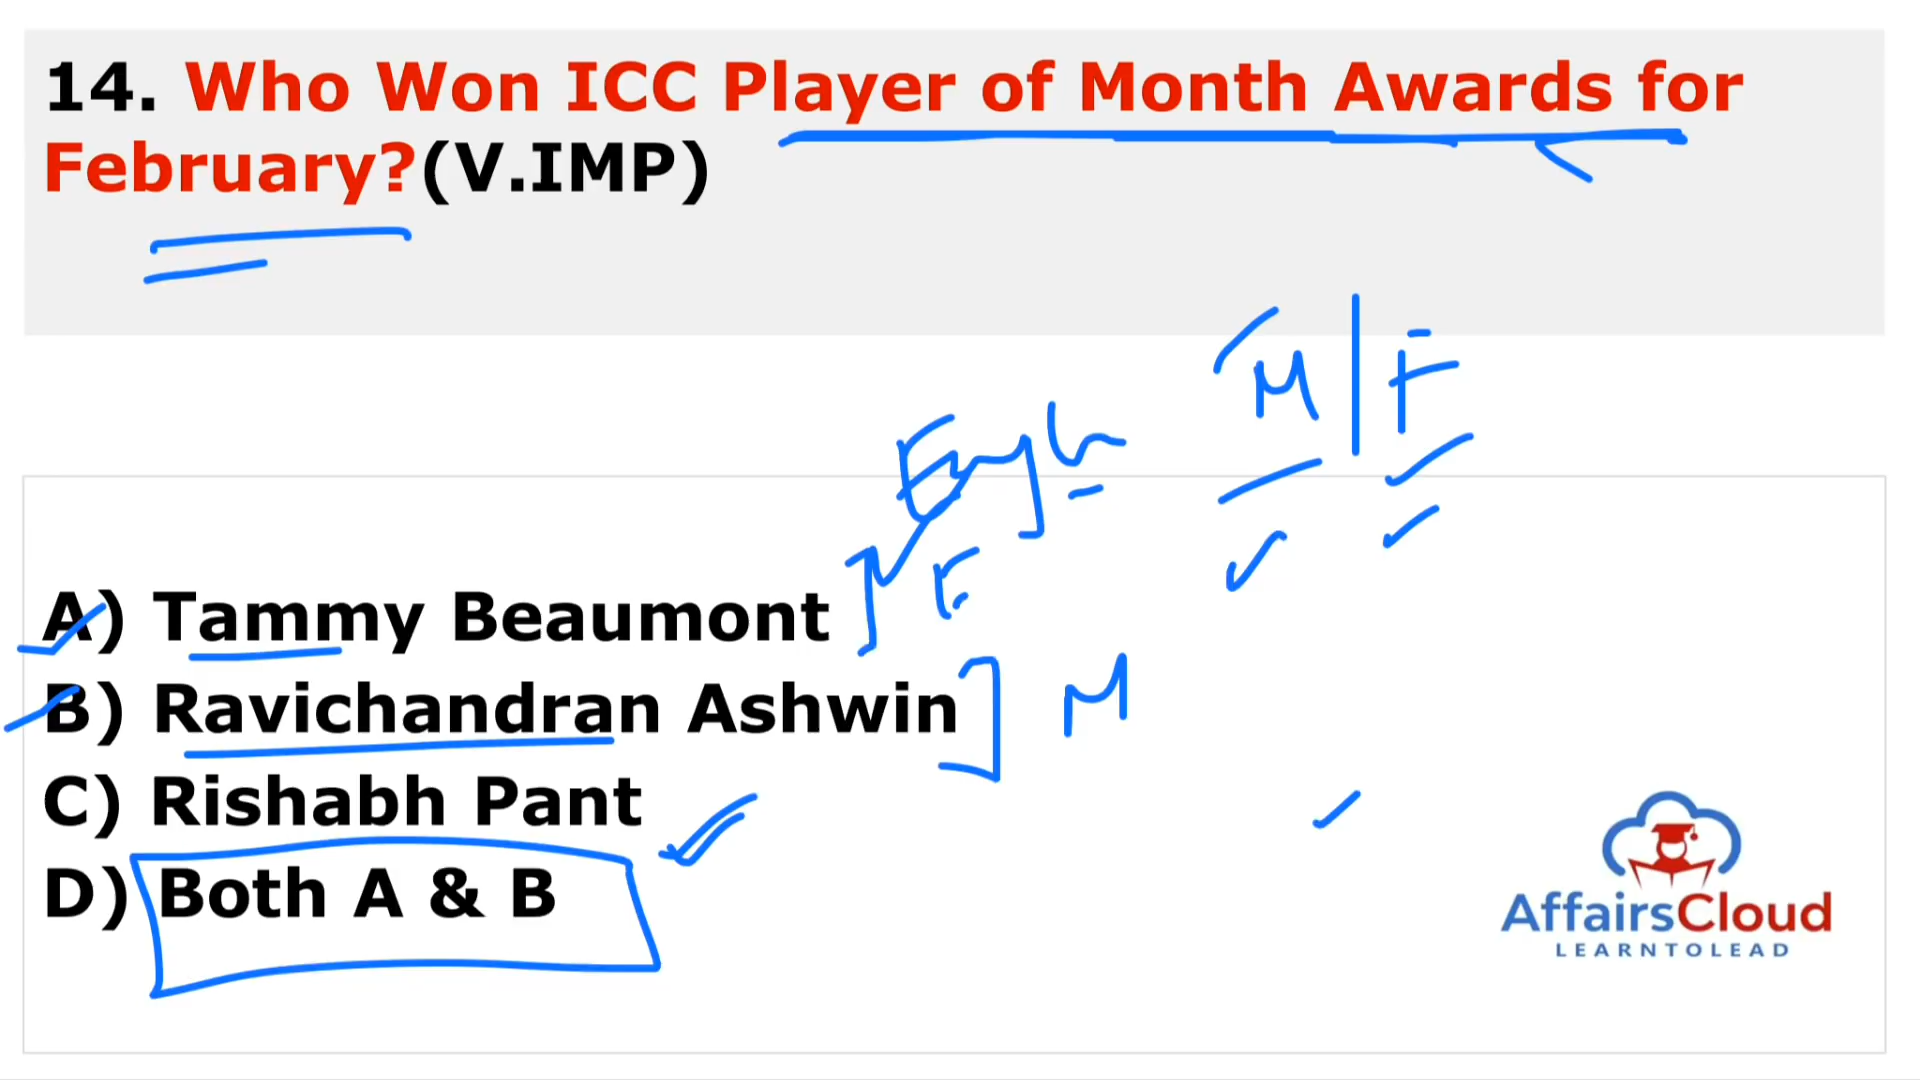 14. Who Won ICC Player of Month Awards for
February?(V.IMP)
M | F
Engh
A) Tammy Beaumont ] F
B) Ravichandran Ashwin ] M
C) Rishabh Pant
D) Both A & B
AffairsCloud
LEARNTOLEAD